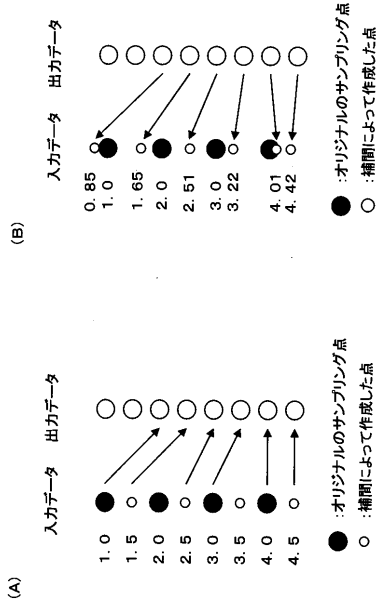 (A)
入力データ 出力データ
1. 0
1. 5
2. 0
2. 5
3. 0
3. 5
4. 0
4. 5
●:オリジナルのサンプリング点
○:補間によって作成した点
(B)
入力データ 出力データ
0. 85
1. 0
1. 65
2. 0
2. 51
3. 0
3. 22
4. 01
4. 42
●:オリジナルのサンプリング点
○:補間によって作成した点